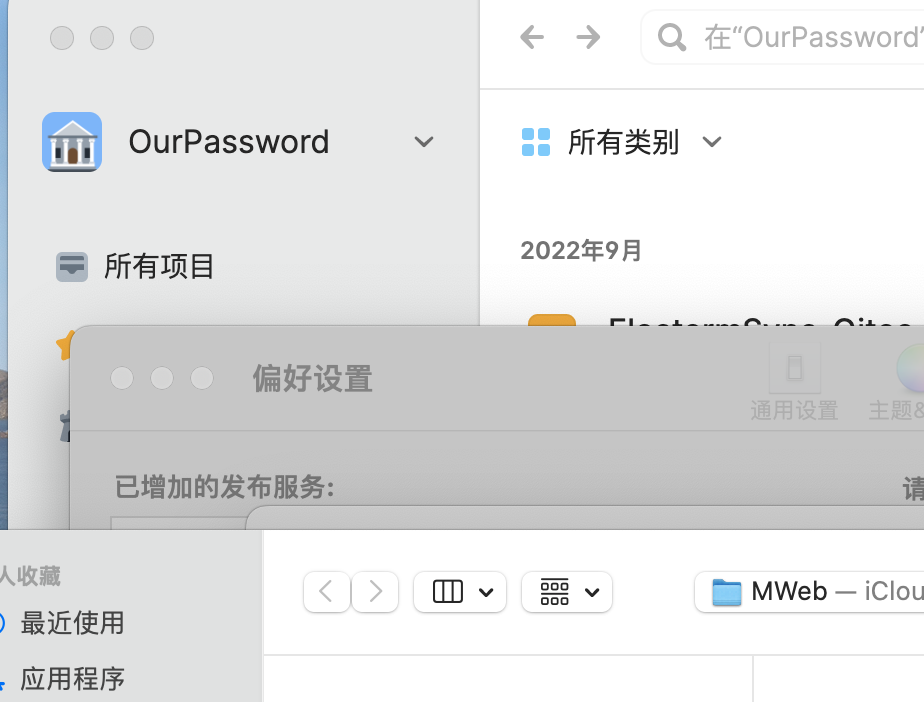 在“OurPassword”
OurPassword
所有类别
所有项目
2022年9月
偏好设置
通用设置
主题&
已增加的发布服务:
请
人收藏
MWeb — iClou
最近使用
应用程序